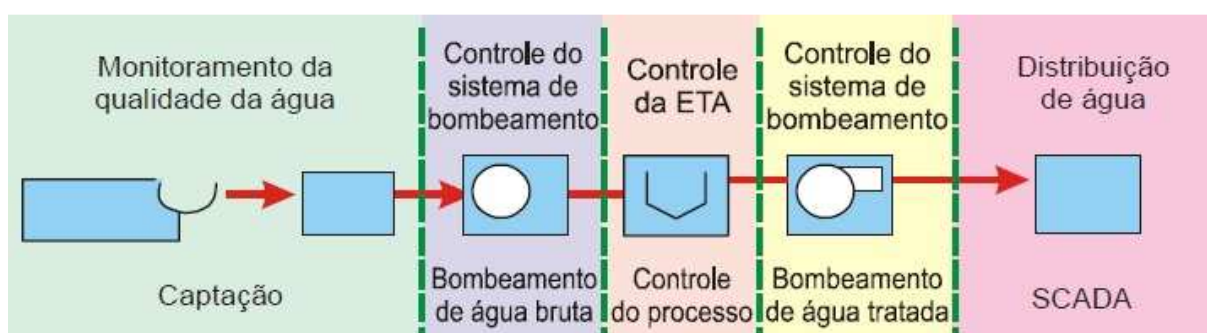 Monitoramento da
qualidade da água
Controle do
sistema de
bombeamento
Controle
da ETA
Controle do
sistema de
bombeamento
Distribuição
de água
Captação
Bombeamento
de água bruta
Controle
do processo
Bombeamento
de água tratada
SCADA